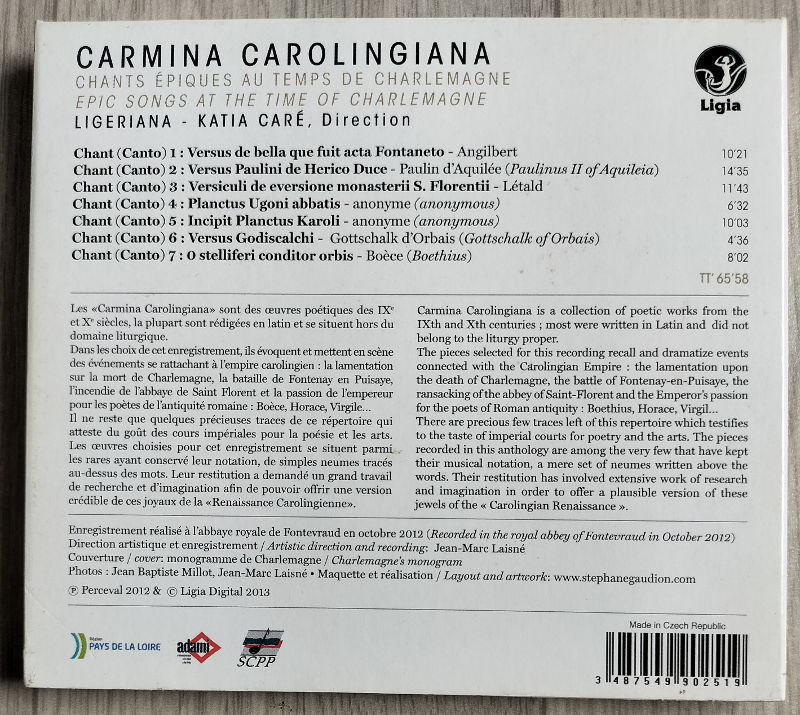 CARMINA CAROLINGIANA
CHANTS ÉPIQUES AU TEMPS DE CHARLEMAGNE
EPIC SONGS AT THE TIME OF CHARLEMAGNE
LIGERIANA - KATIA CARÉ, Direction
Ligia
Chant (Canto) 1 : Versus de bella que fuit acta Fontaneto - Angilbert 10'21
Chant (Canto) 2 : Versus Paulini de Herico Duce - Paulin d'Aquilée (Paulinus II of Aquileia) 14'35
Chant (Canto) 3 : Versiculi de eversione monasterii S. Florentii - Létald 11'43
Chant (Canto) 4 : Planctus Ugoni abbatis - anonyme (anonymous) 6'32
Chant (Canto) 5 : Incipit Planctus Karoli - anonyme (anonymous) 10'03
Chant (Canto) 6 : Versus Godiscalchi - Gottschalk d'Orbais (Gottschalk of Orbais) 4'36
Chant (Canto) 7 : O stelliferi conditor orbis - Boèce (Boethius) 8'02
TT' 65'58
Les «Carmina Carolingiana» sont des œuvres poétiques des IXe
et Xe siècles, la plupart sont rédigées en latin et se situent hors du
domaine liturgique.
Dans les choix de cet enregistrement, ils évoquent et mettent en scène
des événements se rattachant à l'empire carolingien : la lamentation
sur la mort de Charlemagne, la bataille de Fontenay en Puisaye,
l'incendie de l'abbaye de Saint Florent et la passion de l'empereur
pour les poètes de l'antiquité romaine : Boèce, Horace, Virgile...
Il ne reste que quelques précieuses traces de ce répertoire qui
atteste du goût des cours impériales pour la poésie et les arts.
Les œuvres choisies pour cet enregistrement se situent parmi
les rares ayant conservé leur notation, de simples neumes tracés
au-dessus des mots. Leur restitution a demandé un grand travail
de recherche et d'imagination afin de pouvoir offrir une version
crédible de ces joyaux de la «Renaissance Carolingienne».
Carmina Carolingiana is a collection of poetic works from the
IXth and Xth centuries ; most were written in Latin and did not
belong to the liturgy proper.
The pieces selected for this recording recall and dramatize events
connected with the Carolingian Empire : the lamentation upon
the death of Charlemagne, the battle of Fontenay-en-Puisaye, the
ransacking of the abbey of Saint-Florent and the Emperor's passion
for the poets of Roman antiquity : Boethius, Horace, Virgil...
There are precious few traces left of this repertoire which testifies
to the taste of imperial courts for poetry and the arts. The pieces
recorded in this anthology are among the very few that have kept
their musical notation, a mere set of neumes written above the
words. Their restitution has involved extensive work of research
and imagination in order to offer a plausible version of these
jewels of the « Carolingian Renaissance ».
Enregistrement réalisé à l'abbaye royale de Fontevraud en octobre 2012 (Recorded in the royal abbey of Fontevraud in October 2012)
Direction artistique et enregistrement / Artistic direction and recording: Jean-Marc Laisné
Couverture / cover: monogramme de Charlemagne / Charlemagne's monogram
Photos : Jean Baptiste Millot, Jean-Marc Laisné • Maquette et réalisation / Layout and artwork: www.stephanegaudion.com
℗ Perceval 2012 & © Ligia Digital 2013
Région
PAYS DE LA LOIRE
adami
SCPP
Made in Czech Republic
3 487549 902519